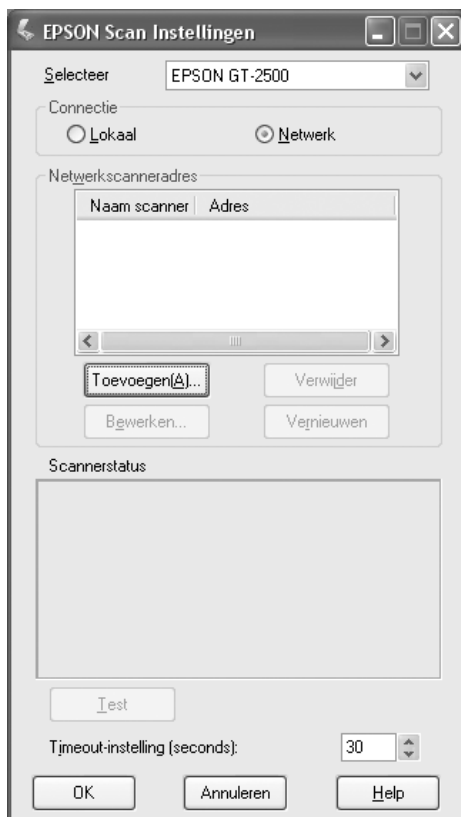 EPSON Scan Instellingen
Selecteer EPSON GT-2500
Connectie
Lokaal Netwerk
Netwerkscanneradres
Naam scanner Adres
Toevoegen(A)... Verwijder
Bewerken... Vernieuwen
Scannerstatus
Test
Timeout-instelling (seconds): 30
OK Annuleren Help